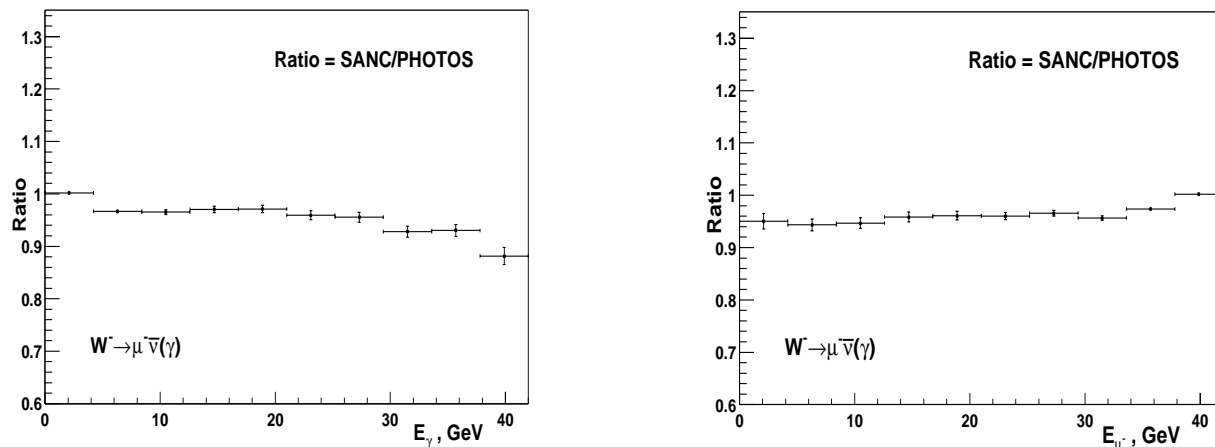 1.3
1.2
1.1
1
0.9
0.8
0.7
0.6
Ratio
Ratio = SANC/PHOTOS
W⁻→μ⁻ν̅(γ)
0 10 20 30 40
E_γ , GeV
1.3
1.2
1.1
1
0.9
0.8
0.7
0.6
Ratio
Ratio = SANC/PHOTOS
W⁻→μ⁻ν̅(γ)
0 10 20 30 40
E_μ⁻ , GeV